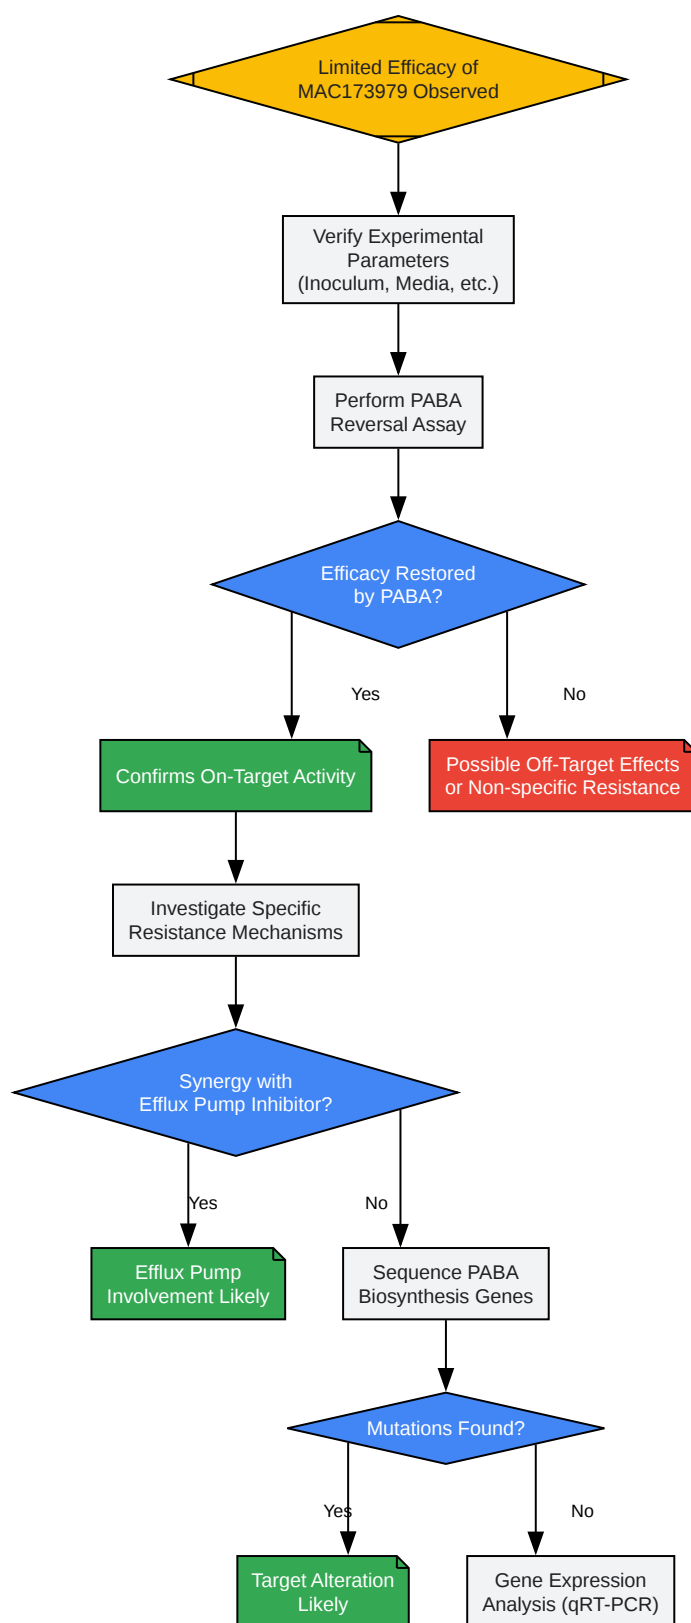 Limited Efficacy of
MAC173979 Observed
Verify Experimental
Parameters
(Inoculum, Media, etc.)
Perform PABA
Reversal Assay
Efficacy Restored
by PABA?
Yes
No
Confirms On-Target Activity
Possible Off-Target Effects
or Non-specific Resistance
Investigate Specific
Resistance Mechanisms
Synergy with
Efflux Pump Inhibitor?
Yes
No
Efflux Pump
Involvement Likely
Sequence PABA
Biosynthesis Genes
Mutations Found?
Yes
No
Target Alteration
Likely
Gene Expression
Analysis (qRT-PCR)